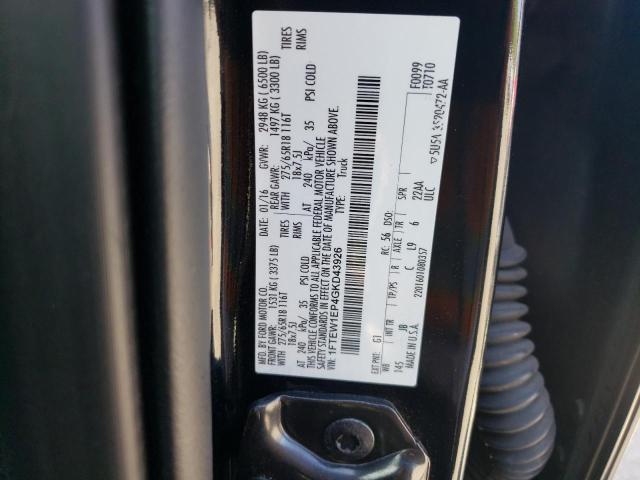 MFD. BY FORD MOTOR CO.
DATE: 01/16 GVWR: 2948 KG ( 6500 LB)
FRONT GAWR: 1531 KG ( 3375 LB) REAR GAWR: 1497 KG ( 3300 LB)
WITH 275/65R18 116T TIRES WITH 275/65R18 116T TIRES
18x7.5J RIMS 18x7.5J RIMS
AT 240 kPa/ 35 PSI COLD AT 240 kPa/ 35 PSI COLD
THIS VEHICLE CONFORMS TO ALL APPLICABLE FEDERAL MOTOR VEHICLE
SAFETY STANDARDS IN EFFECT ON THE DATE OF MANUFACTURE SHOWN ABOVE.
VIN: 1FTEW1EP4GKD43926
TYPE: Truck
F0099
T0710
EXT PNT: G1 RC: 56 DSO:
WB INT TR TP/PS R AXLE TR SPR
145 JB C L9 6 22AA
MADE IN U.S.A. ULC
2201601080357